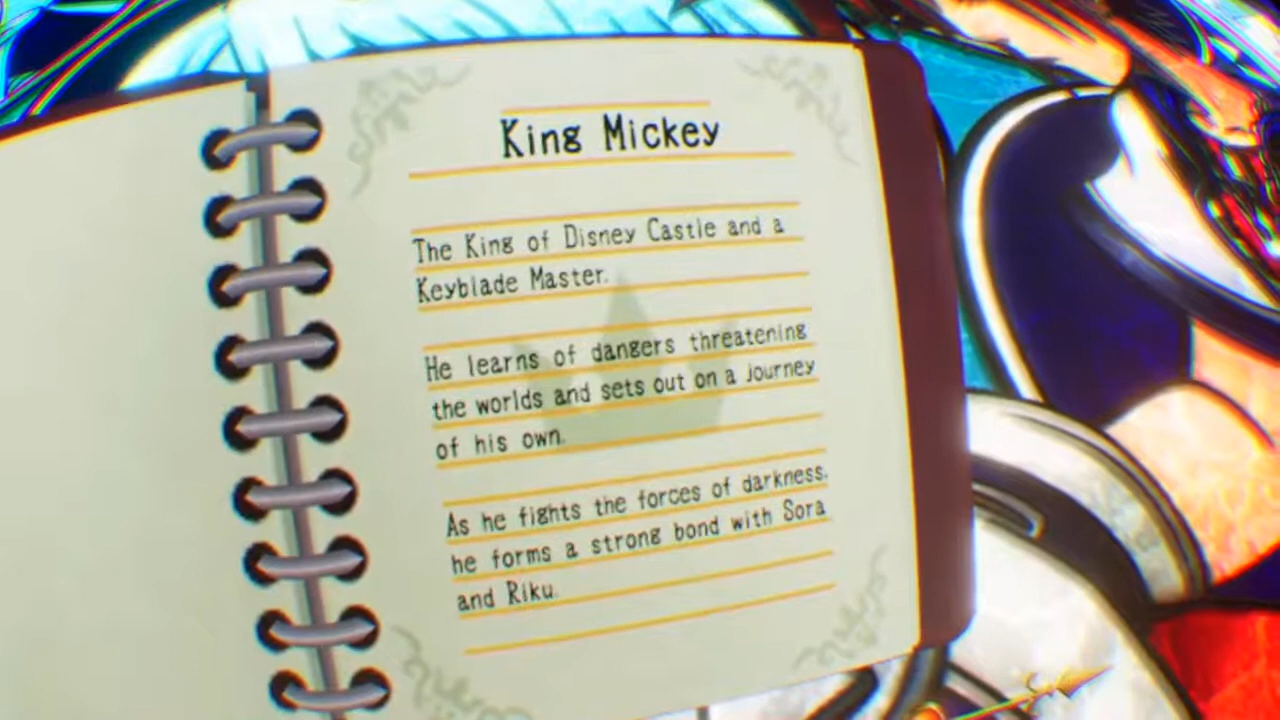 King Mickey
The King of Disney Castle and a
Keyblade Master.
He learns of dangers threatening
the worlds and sets out on a journey
of his own.
As he fights the forces of darkness,
he forms a strong bond with Sora
and Riku.